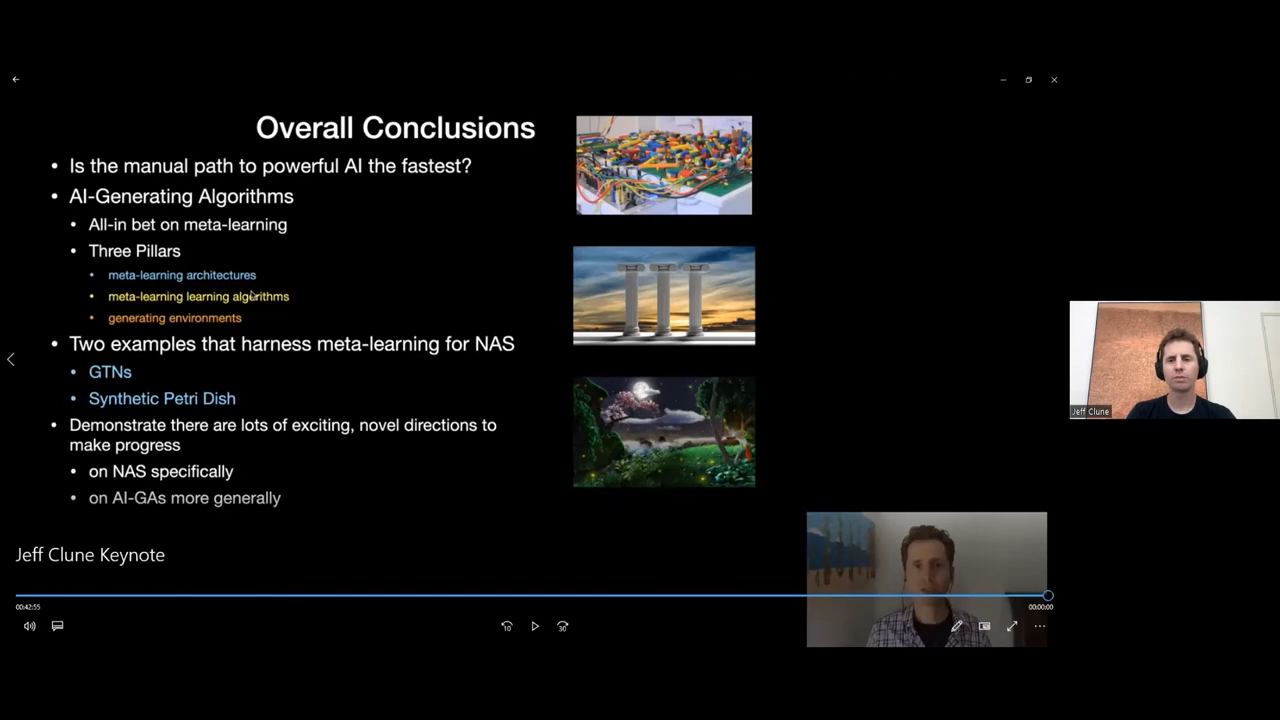 Overall Conclusions
• Is the manual path to powerful AI the fastest?
• AI-Generating Algorithms
• All-in bet on meta-learning
• Three Pillars
• meta-learning architectures
• meta-learning learning algorithms
• generating environments
• Two examples that harness meta-learning for NAS
• GTNs
• Synthetic Petri Dish
• Demonstrate there are lots of exciting, novel directions to
make progress
• on NAS specifically
• on AI-GAs more generally
Jeff Clune
Jeff Clune Keynote
00:42:55
00:00:00
10
30